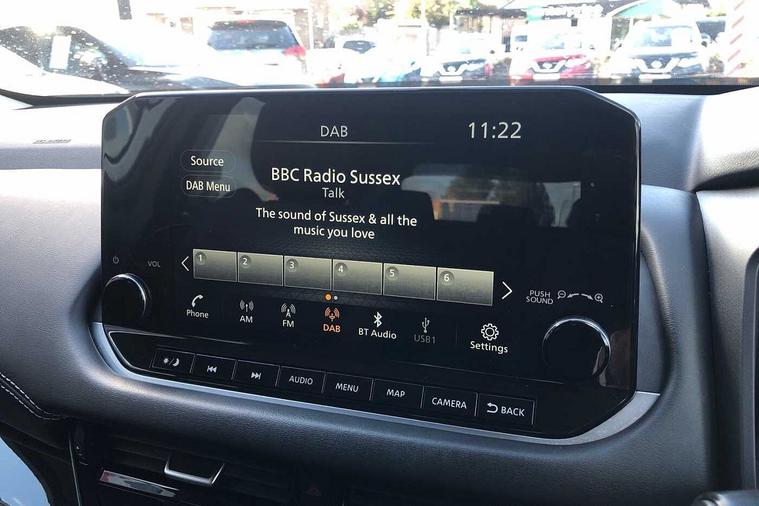 DAB
11:22
Source
DAB Menu
BBC Radio Sussex
Talk
The sound of Sussex & all the
music you love
1 2 3 4 5 6
VOL
PUSH
SOUND
Phone
AM
FM
DAB
BT Audio
USB1
Settings
AUDIO
MENU
MAP
CAMERA
BACK